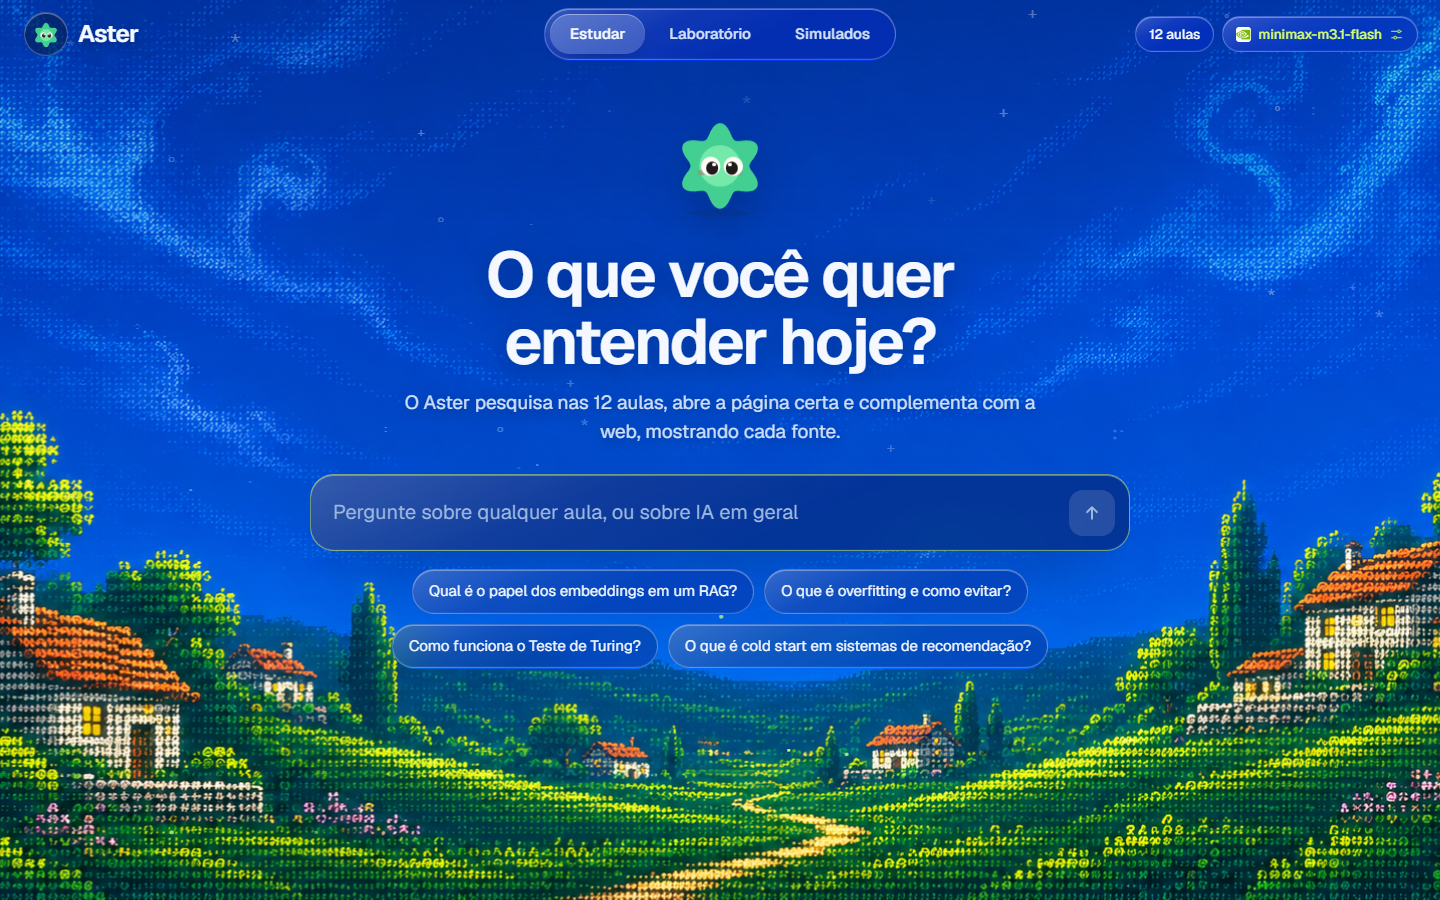 Aster
Estudar
Laboratório
Simulados
12 aulas
minimax-m3.1-flash
O que você quer
entender hoje?
O Aster pesquisa nas 12 aulas, abre a página certa e complementa com a
web, mostrando cada fonte.
Pergunte sobre qualquer aula, ou sobre IA em geral
Qual é o papel dos embeddings em um RAG?
O que é overfitting e como evitar?
Como funciona o Teste de Turing?
O que é cold start em sistemas de recomendação?